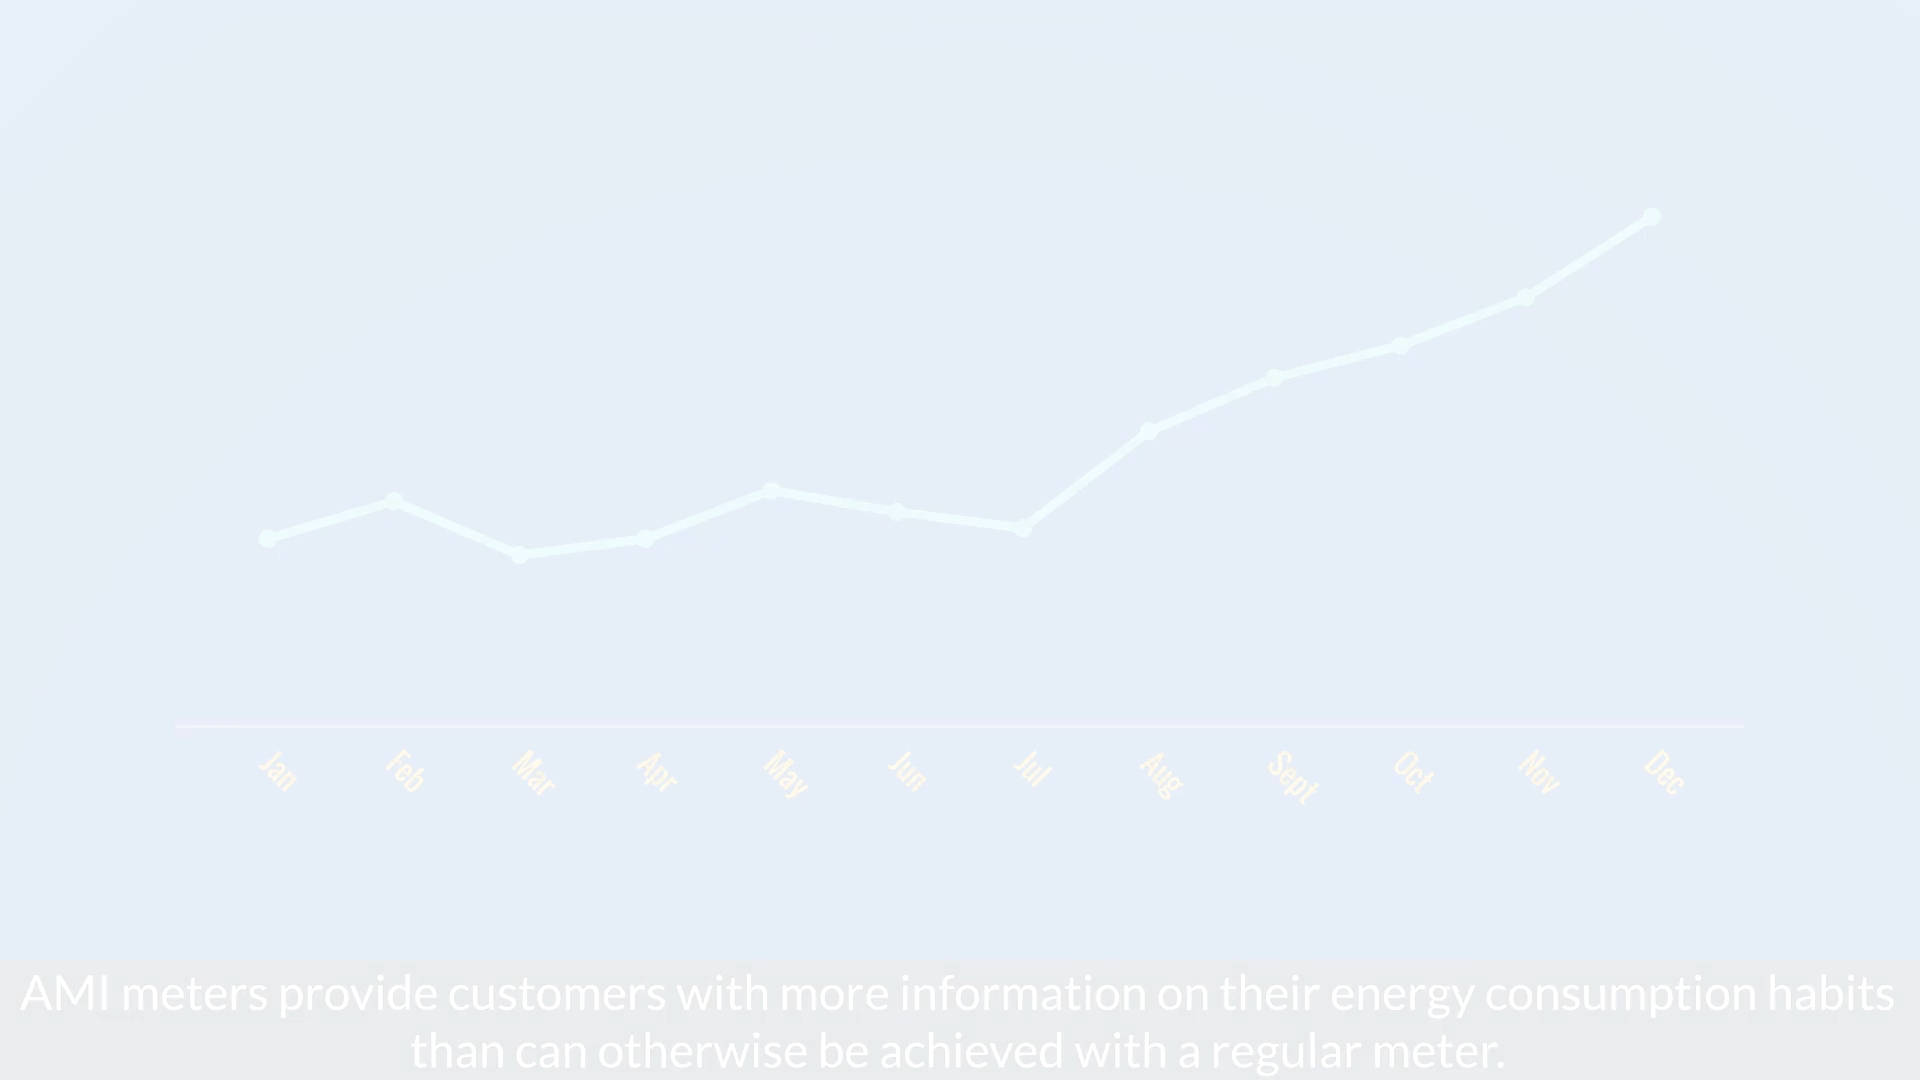 Jan Feb Mar Apr May Jun Jul Aug Sept Oct Nov Dec
AMI meters provide customers with more information on their energy consumption habits
than can otherwise be achieved with a regular meter.